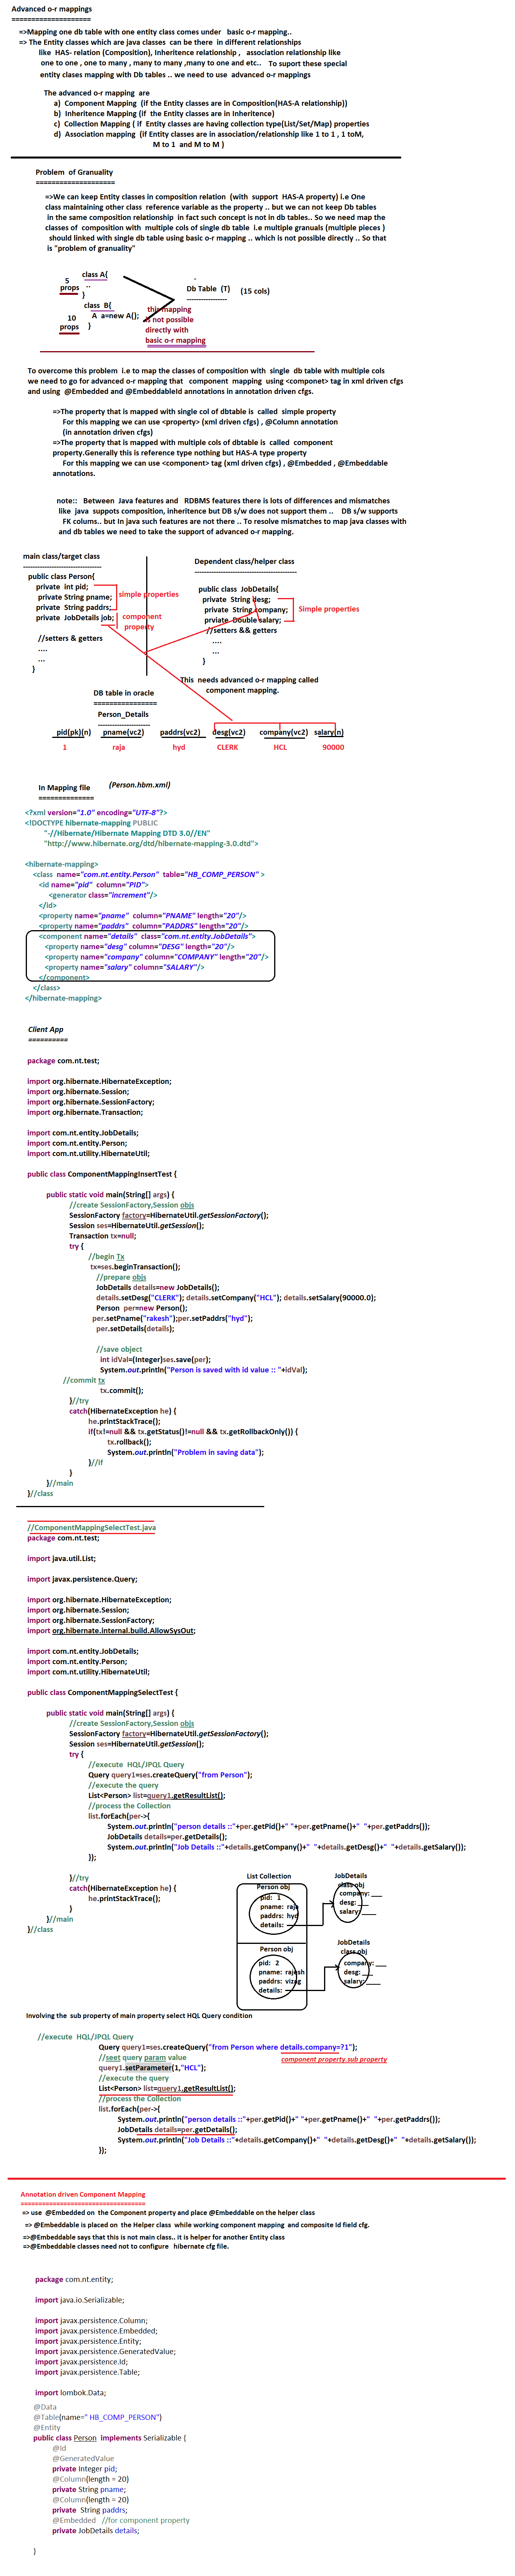 Advanced o-r mappings
====================
=>Mapping one db table with one entity class comes under basic o-r mapping..
=> The Entity classes which are java classes can be there in different relationships
like HAS- relation (Composition), Inheritence relationship , association relationship like
one to one , one to many , many to many ,many to one and etc.. To suport these special
entity clases mapping with Db tables .. we need to use advanced o-r mappings
The advanced o-r mapping are
a) Component Mapping (if the Entity classes are in Composition(HAS-A relationship))
b) Inheritence Mapping (if the Entity classes are in Inheritence)
c) Collection Mapping ( if Entity classes are having collection type(List/Set/Map) properties
d) Association mapping (if Entity classes are in association/relationship like 1 to 1 , 1 toM,
M to 1 and M to M )
Problem of Granuality
====================
=>We can keep Entity classes in composition relation (with support HAS-A property) i.e One
class maintaining other class reference variable as the property .. but we can not keep Db tables
in the same composition relationship in fact such concept is not in db tables.. So we need map the
classes of composition with multiple cols of single db table i.e multiple granuals (multiple pieces )
should linked with single db table using basic o-r mapping .. which is not possible directly .. So that
is "problem of granuality"
class A{
5
props
..
}
Db Table (T) (15 cols)
-----------------
class B{
10
props
A a=new A();
}
this mapping
is not possible
directly with
basic o-r mapping
To overcome this problem i.e to map the classes of composition with single db table with multiple cols
we need to go for advanced o-r mapping that component mapping using <componet> tag in xml driven cfgs
and using @Embedded and @EmbeddableId annotations in annotation driven cfgs.
=>The property that is mapped with single col of dbtable is called simple property
For this mapping we can use <property> (xml driven cfgs) , @Column annotation
(in annotation driven cfgs)
=>The property that is mapped with multiple cols of dbtable is called component
property.Generally this is reference type nothing but HAS-A type property
For this mapping we can use <component> tag (xml driven cfgs) , @Embedded , @Embeddable
annotations.
note:: Between Java features and RDBMS features there is lots of differences and mismatches
like java suppots composition, inheritence but DB s/w does not support them .. DB s/w supports
FK colums.. but In java such features are not there .. To resolve mismatches to map java classes with
and db tables we need to take the support of advanced o-r mapping.
main class/target class
--------------------------------
public class Person{
private int pid;
private String pname;
private String paddrs;
private JobDetails job;
//setters & getters
....
...
}
simple properties
component
property
Dependent class/helper class
------------------------------------------
public class JobDetails{
private String desg;
private String company;
private Double salary;
//setters && getters
....
...
}
Simple properties
This needs advanced o-r mapping called
component mapping.
DB table in oracle
================
Person_Details
---------------------
pid(pk)(n) pname(vc2) paddrs(vc2) desg(vc2) company(vc2) salary(n)
1 raja hyd CLERK HCL 90000
In Mapping file (Person.hbm.xml)
==============
<?xml version="1.0" encoding="UTF-8"?>
<!DOCTYPE hibernate-mapping PUBLIC
"-//Hibernate/Hibernate Mapping DTD 3.0//EN"
"http://www.hibernate.org/dtd/hibernate-mapping-3.0.dtd">
<hibernate-mapping>
<class name="com.nt.entity.Person" table="HB_COMP_PERSON" >
<id name="pid" column="PID">
<generator class="increment"/>
</id>
<property name="pname" column="PNAME" length="20"/>
<property name="paddrs" column="PADDRS" length="20"/>
<component name="details" class="com.nt.entity.JobDetails">
<property name="desg" column="DESG" length="20"/>
<property name="company" column="COMPANY" length="20"/>
<property name="salary" column="SALARY"/>
</component>
</class>
</hibernate-mapping>
Client App
==========
package com.nt.test;
import org.hibernate.HibernateException;
import org.hibernate.Session;
import org.hibernate.SessionFactory;
import org.hibernate.Transaction;
import com.nt.entity.JobDetails;
import com.nt.entity.Person;
import com.nt.utility.HibernateUtil;
public class ComponentMappingInsertTest {
public static void main(String[] args) {
//create SessionFactory,Session objs
SessionFactory factory=HibernateUtil.getSessionFactory();
Session ses=HibernateUtil.getSession();
Transaction tx=null;
try {
//begin Tx
tx=ses.beginTransaction();
//prepare objs
JobDetails details=new JobDetails();
details.setDesg("CLERK"); details.setCompany("HCL"); details.setSalary(90000.0);
Person per=new Person();
per.setPname("rakesh");per.setPaddrs("hyd");
per.setDetails(details);
//save object
int idVal=(Integer)ses.save(per);
System.out.println("Person is saved with id value :: "+idVal);
//commit tx
tx.commit();
}//try
catch(HibernateException he) {
he.printStackTrace();
if(tx!=null && tx.getStatus()!=null && tx.getRollbackOnly()) {
tx.rollback();
System.out.println("Problem in saving data");
}//if
}
}//main
}//class
//ComponentMappingSelectTest.java
package com.nt.test;
import java.util.List;
import javax.persistence.Query;
import org.hibernate.HibernateException;
import org.hibernate.Session;
import org.hibernate.SessionFactory;
import org.hibernate.internal.build.AllowSysOut;
import com.nt.entity.JobDetails;
import com.nt.entity.Person;
import com.nt.utility.HibernateUtil;
public class ComponentMappingSelectTest {
public static void main(String[] args) {
//create SessionFactory,Session objs
SessionFactory factory=HibernateUtil.getSessionFactory();
Session ses=HibernateUtil.getSession();
try {
//execute HQL/JPQL Query
Query query1=ses.createQuery("from Person");
//execute the query
List<Person> list=query1.getResultList();
//process the Collection
list.forEach(per->{
System.out.println("person details ::"+per.getPid()+" "+per.getPname()+" "+per.getPaddrs());
JobDetails details=per.getDetails();
System.out.println("Job Details ::"+details.getCompany()+" "+details.getDesg()+" "+details.getSalary());
});
}//try
catch(HibernateException he) {
he.printStackTrace();
}
}//main
}//class
List Collection
Person obj
pid: 1
pname: raja
paddrs: hyd
details:
JobDetails
class obj
company: ___
desg: ___
salary: ___
Person obj
pid: 2
pname: rajesh
paddrs: vizag
details:
JobDetails
class obj
company: ___
desg: ___
salary: ___
Involving the sub property of main property select HQL Query condition
//execute HQL/JPQL Query
Query query1=ses.createQuery("from Person where details.company=?1");
//seet query param value
component property.sub property
query1.setParameter(1,"HCL");
//execute the query
List<Person> list=query1.getResultList();
//process the Collection
list.forEach(per->{
System.out.println("person details ::"+per.getPid()+" "+per.getPname()+" "+per.getPaddrs());
JobDetails details=per.getDetails();
System.out.println("Job Details ::"+details.getCompany()+" "+details.getDesg()+" "+details.getSalary());
});
Annotation driven Component Mapping
===================================
=> use @Embedded on the Component property and place @Embeddable on the helper class
=> @Embeddable is placed on the Helper class while working component mapping and composite Id field cfg.
=>@Embeddable says that this is not main class.. it is helper for another Entity class
=>@Embeddable classes need not to configure hibernate cfg file.
package com.nt.entity;
import java.io.Serializable;
import javax.persistence.Column;
import javax.persistence.Embedded;
import javax.persistence.Entity;
import javax.persistence.GeneratedValue;
import javax.persistence.Id;
import javax.persistence.Table;
import lombok.Data;
@Data
@Table(name=" HB_COMP_PERSON")
@Entity
public class Person implements Serializable {
@Id
@GeneratedValue
private Integer pid;
@Column(length = 20)
private String pname;
@Column(length = 20)
private String paddrs;
@Embedded //for component property
private JobDetails details;
}